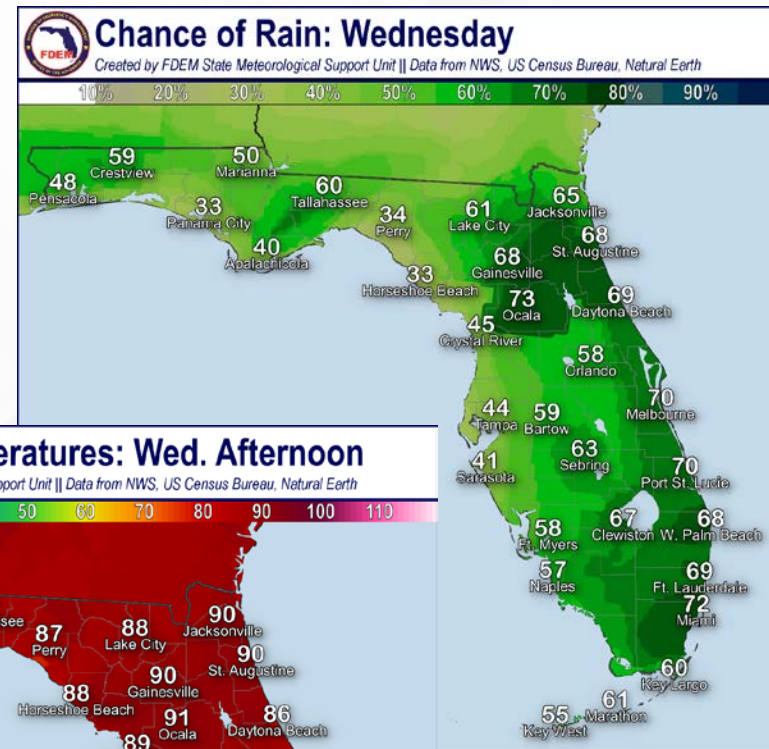 FDEM
Chance of Rain: Wednesday
Created by FDEM State Meteorological Support Unit || Data from NWS, US Census Bureau, Natural Earth
10% 20% 30% 40% 50% 60% 70% 80% 90%
59
Crestview
50
Marianna
48
Pensacola
60
Tallahassee
33
Panama City
34
Perry
61
Lake City
65
Jacksonville
40
Apalachicola
68
Gainesville
68
St. Augustine
33
Horseshoe Beach
73
Ocala
69
Daytona Beach
45
Crystal River
58
Orlando
44
Tampa
59
Bartow
70
Melbourne
41
Sarasota
63
Sebring
70
Port St. Lucie
58
Ft. Myers
67
Clewiston
68
W. Palm Beach
57
Naples
69
Ft. Lauderdale
72
Miami
60
Key Largo
61
Marathon
55
Key West
eratures: Wed. Afternoon
port Unit || Data from NWS, US Census Bureau, Natural Earth
50 60 70 80 90 100 110
see
87
Perry
88
Lake City
90
Jacksonville
90
St. Augustine
88
Horseshoe Beach
90
Gainesville
91
Ocala
86
Daytona Beach
89